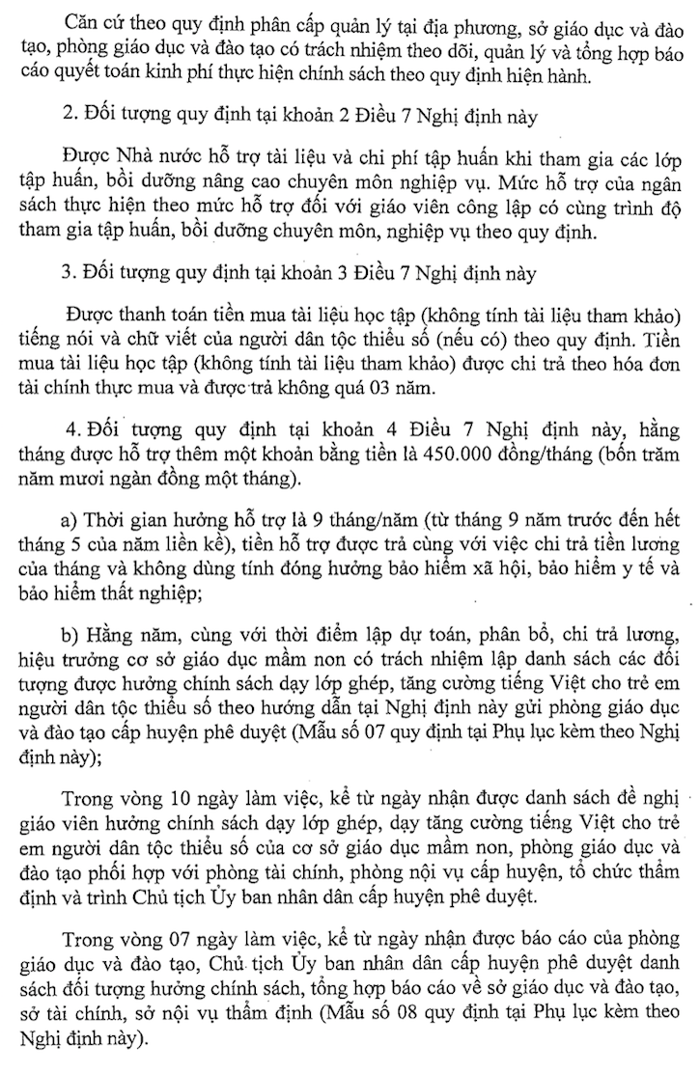 Căn cứ theo quy định phân cấp quản lý tại địa phương, sở giáo dục và đào
tạo, phòng giáo dục và đào tạo có trách nhiệm theo dõi, quản lý và tổng hợp báo
cáo quyết toán kinh phí thực hiện chính sách theo quy định hiện hành.
2. Đối tượng quy định tại khoản 2 Điều 7 Nghị định này
Được Nhà nước hỗ trợ tài liệu và chi phí tập huấn khi tham gia các lớp
tập huấn, bồi dưỡng nâng cao chuyên môn nghiệp vụ. Mức hỗ trợ của ngân
sách thực hiện theo mức hỗ trợ đối với giáo viên công lập có cùng trình độ
tham gia tập huấn, bồi dưỡng chuyên môn, nghiệp vụ theo quy định.
3. Đối tượng quy định tại khoản 3 Điều 7 Nghị định này
Được thanh toán tiền mua tài liệu học tập (không tính tài liệu tham khảo)
tiếng nói và chữ viết của người dân tộc thiểu số (nếu có) theo quy định. Tiền
mua tài liệu học tập (không tính tài liệu tham khảo) được chi trả theo hóa đơn
tài chính thực mua và được trả không quá 03 năm.
4. Đối tượng quy định tại khoản 4 Điều 7 Nghị định này, hằng
tháng được hỗ trợ thêm một khoản bằng tiền là 450.000 đồng/tháng (bốn trăm
năm mươi ngàn đồng một tháng).
a) Thời gian hưởng hỗ trợ là 9 tháng/năm (từ tháng 9 năm trước đến hết
tháng 5 của năm liền kề), tiền hỗ trợ được trả cùng với việc chi trả tiền lương
của tháng và không dùng tính đóng hưởng bảo hiểm xã hội, bảo hiểm y tế và
bảo hiểm thất nghiệp;
b) Hằng năm, cùng với thời điểm lập dự toán, phân bổ, chi trả lương,
hiệu trưởng cơ sở giáo dục mầm non có trách nhiệm lập danh sách các đối
tượng được hưởng chính sách dạy lớp ghép, tăng cường tiếng Việt cho trẻ em
người dân tộc thiểu số theo hướng dẫn tại Nghị định này gửi phòng giáo dục
và đào tạo cấp huyện phê duyệt (Mẫu số 07 quy định tại Phụ lục kèm theo Nghị
định này);
Trong vòng 10 ngày làm việc, kể từ ngày nhận được danh sách đề nghị
giáo viên hưởng chính sách dạy lớp ghép, dạy tăng cường tiếng Việt cho trẻ
em người dân tộc thiểu số của cơ sở giáo dục mầm non, phòng giáo dục và
đào tạo phối hợp với phòng tài chính, phòng nội vụ cấp huyện, tổ chức thẩm
định và trình Chủ tịch Ủy ban nhân dân cấp huyện phê duyệt.
Trong vòng 07 ngày làm việc, kể từ ngày nhận được báo cáo của phòng
giáo dục và đào tạo, Chủ tịch Ủy ban nhân dân cấp huyện phê duyệt danh
sách đối tượng hưởng chính sách, tổng hợp báo cáo về sở giáo dục và đào tạo,
sở tài chính, sở nội vụ thẩm định (Mẫu số 08 quy định tại Phụ lục kèm theo
Nghị định này).